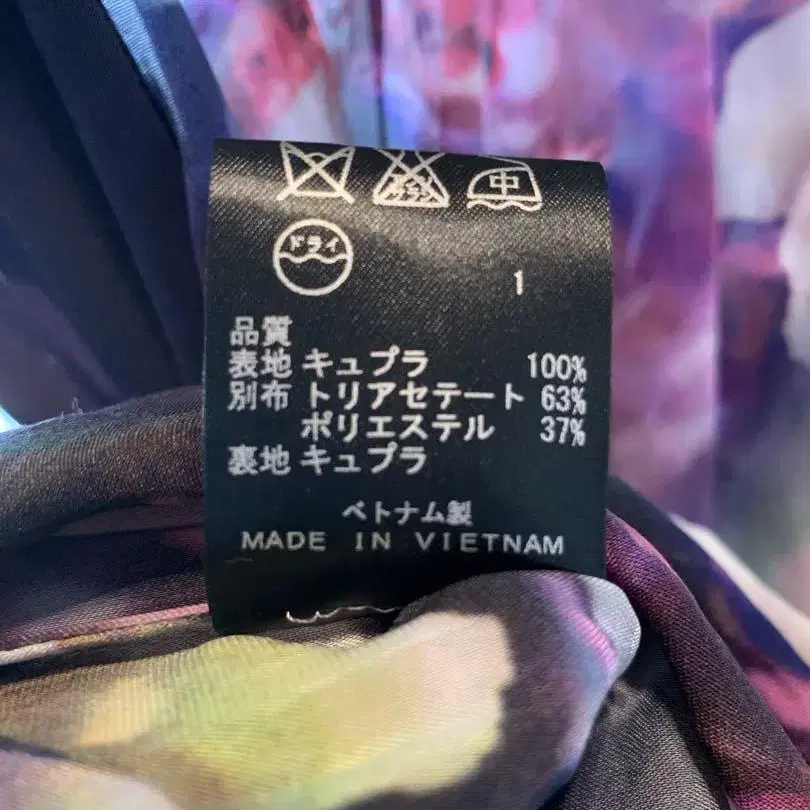 中
ドライ
1
品質
表地 キュプラ 100%
別布 トリアセテート 63%
ポリエステル 37%
裏地 キュプラ
ベトナム製
MADE IN VIETNAM